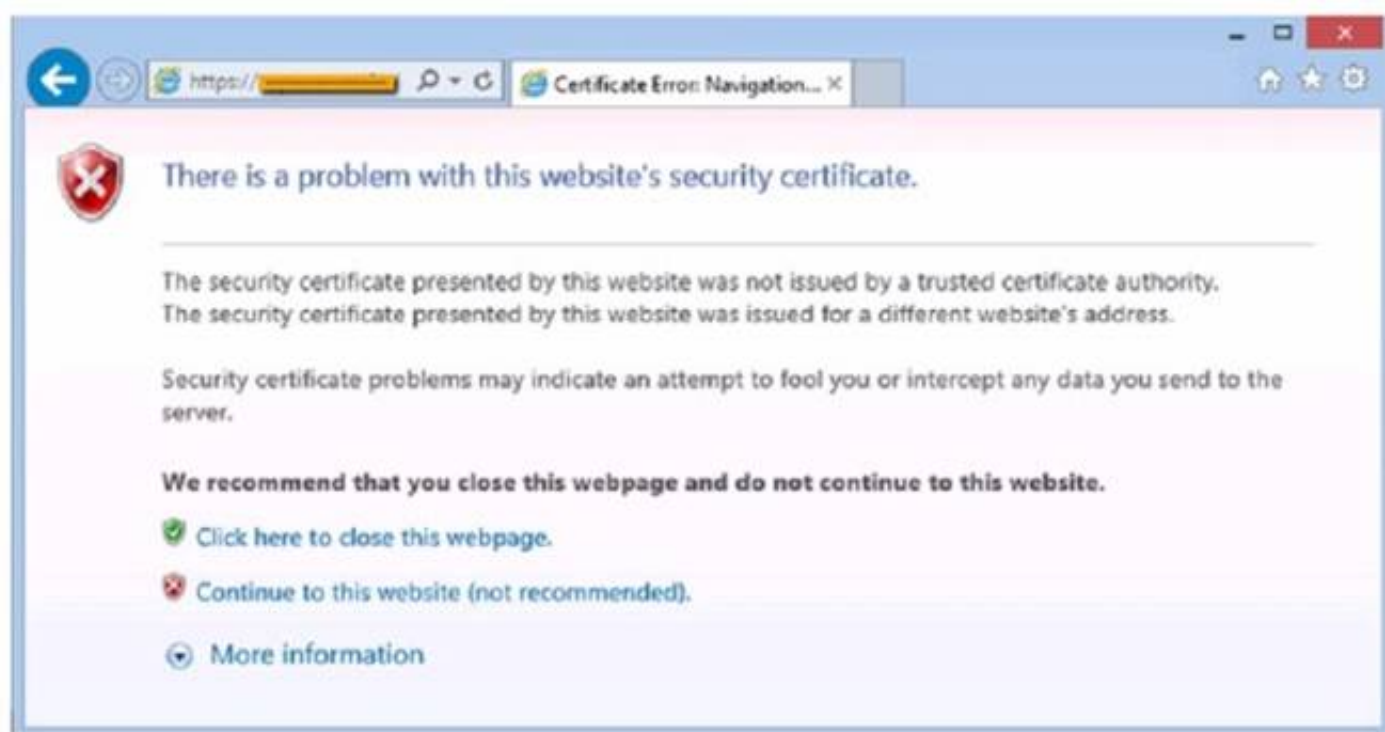 https://
Certificate Error: Navigation...
There is a problem with this website's security certificate.
The security certificate presented by this website was not issued by a trusted certificate authority.
The security certificate presented by this website was issued for a different website's address.
Security certificate problems may indicate an attempt to fool you or intercept any data you send to the
server.
We recommend that you close this webpage and do not continue to this website.
Click here to close this webpage.
Continue to this website (not recommended).
More information